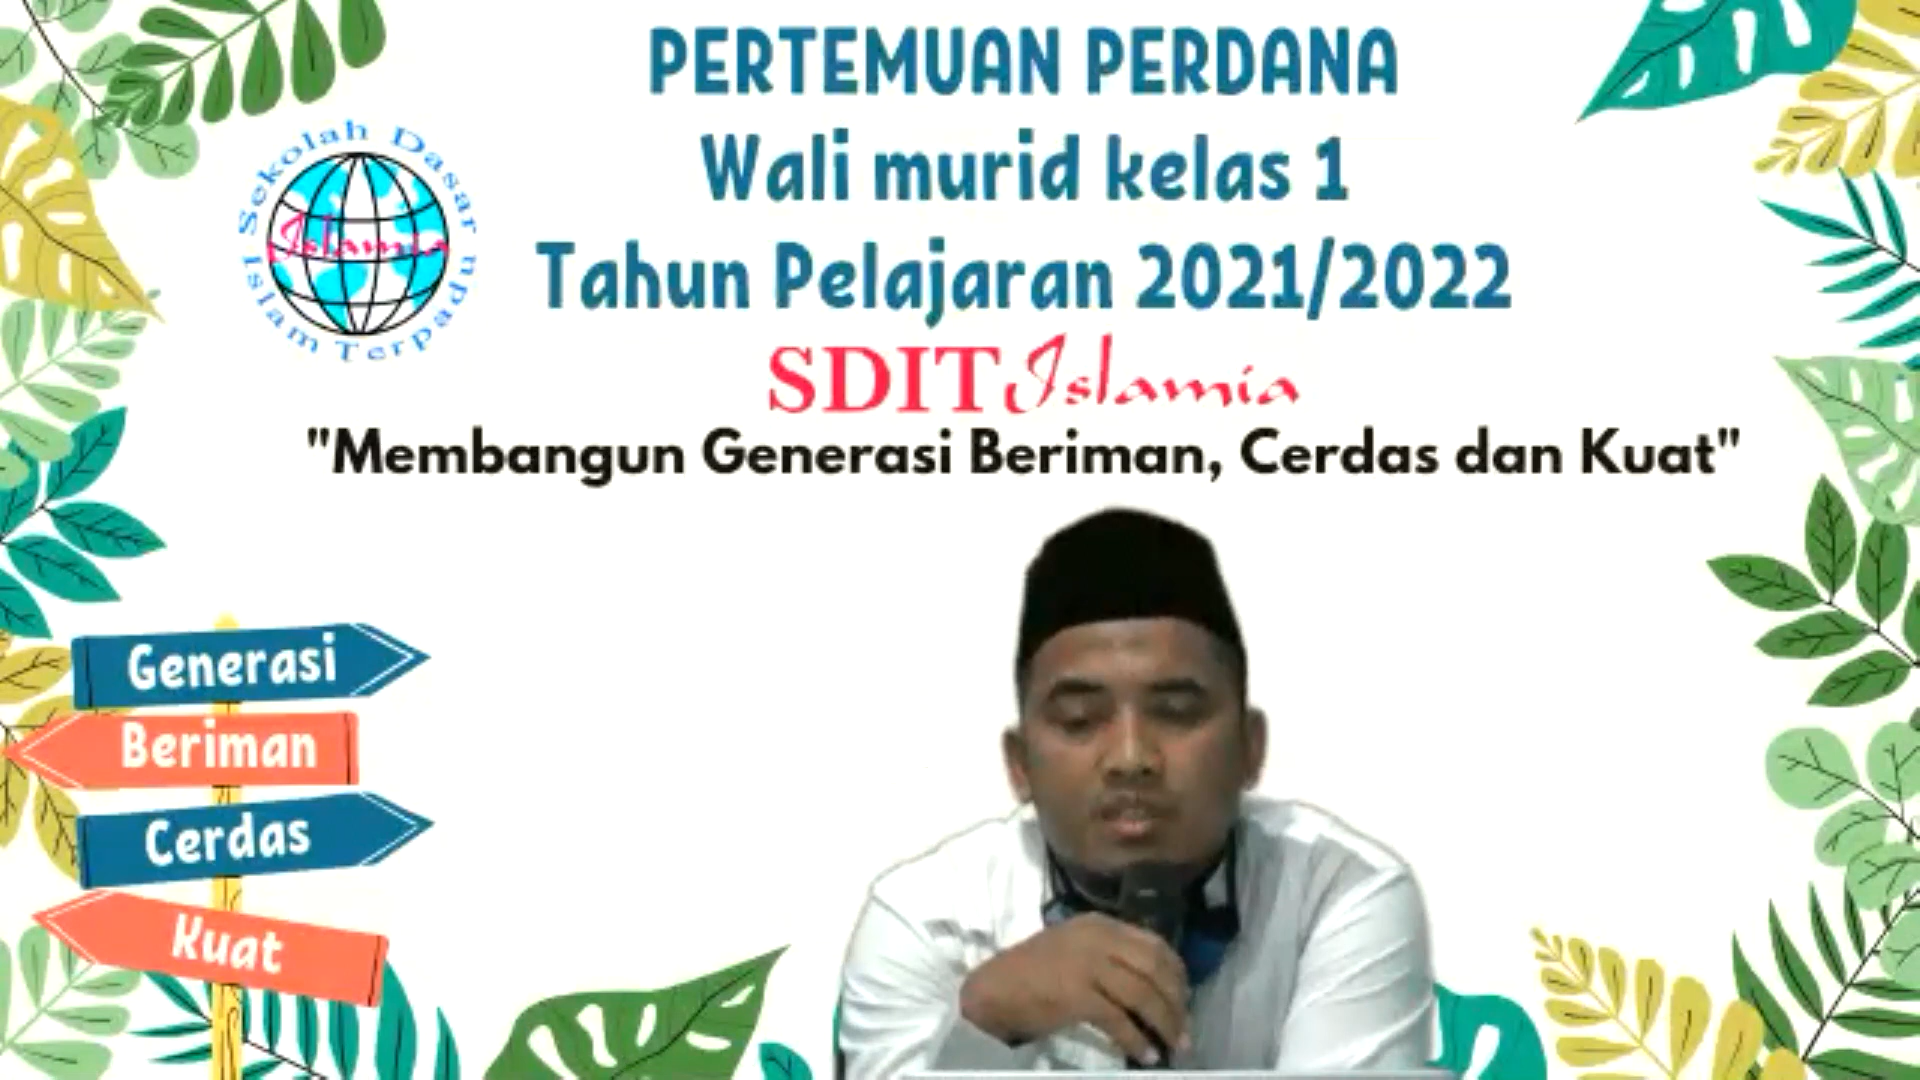 PERTEMUAN PERDANA
Wali murid kelas 1
Tahun Pelajaran 2021/2022
SDIT Islamia
"Membangun Generasi Beriman, Cerdas dan Kuat"
Sekolah Dasar
Islamia
Islam Terpadu
Generasi
Beriman
Cerdas
Kuat